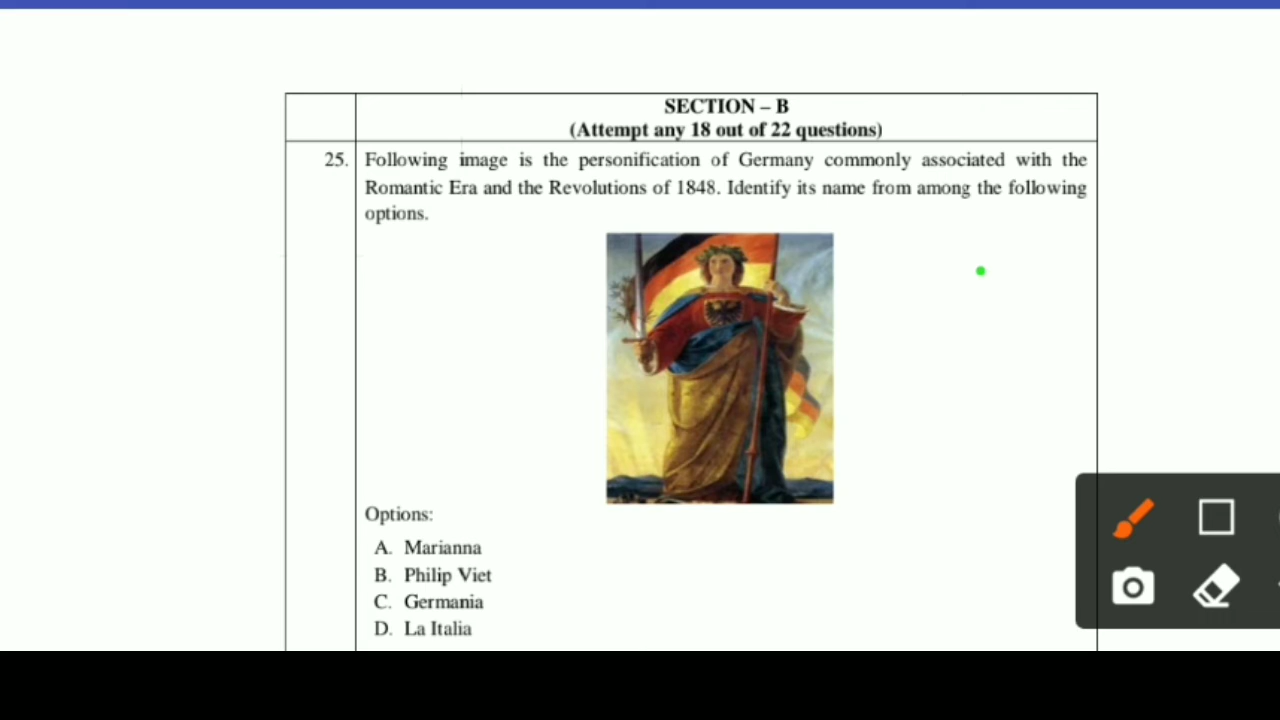 SECTION – B
(Attempt any 18 out of 22 questions)
25. Following image is the personification of Germany commonly associated with the
Romantic Era and the Revolutions of 1848. Identify its name from among the following
options.
Options:
A. Marianna
B. Philip Viet
C. Germania
D. La Italia